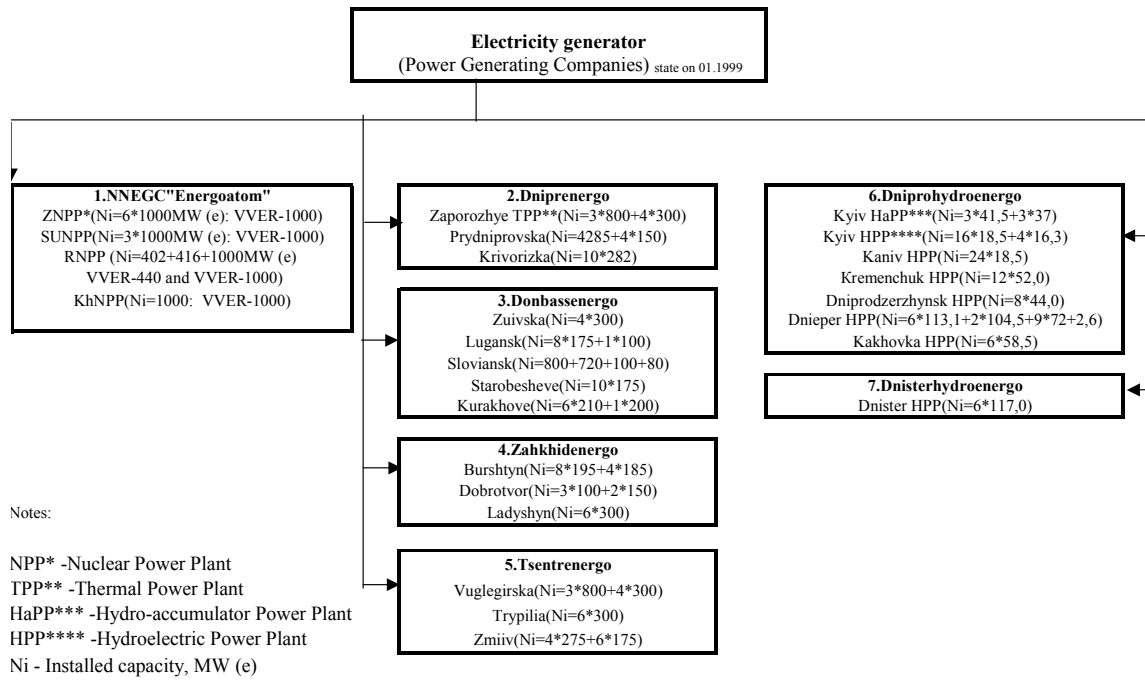 Electricity generator
(Power Generating Companies) state on 01.1999
1.NNEGC"Energoatom"
ZNPP*(Ni=6*1000MW (e): VVER-1000)
SUNPP(Ni=3*1000MW (e): VVER-1000)
RNPP(Ni=402+416+1000MW (e)
VVER-440 and VVER-1000)
KhNPP(Ni=1000: VVER-1000)
2.Dniprenergo
Zaporozhye TPP**(Ni=3*800+4*300)
Prydniprovska(Ni=4285+4*150)
Krivorizka(Ni=10*282)
3.Donbassenergo
Zuivska(Ni=4*300)
Lugansk(Ni=8*175+1*100)
Sloviansk(Ni=800+720+100+80)
Starobesheve(Ni=10*175)
Kurakhove(Ni=6*210+1*200)
4.Zahkhidenergo
Burshtyn(Ni=8*195+4*185)
Dobrotvor(Ni=3*100+2*150)
Ladyshyn(Ni=6*300)
5.Tsentrenergo
Vuglegirska(Ni=3*800+4*300)
Trypilia(Ni=6*300)
Zmiiv(Ni=4*275+6*175)
6.Dniprohydroenergo
Kyiv HaPP***(Ni=3*41,5+3*37)
Kyiv HPP****(Ni=16*18,5+4*16,3)
Kaniv HPP(Ni=24*18,5)
Kremenchuk HPP(Ni=12*52,0)
Dniprodzerzhynsk HPP(Ni=8*44,0)
Dnieper HPP(Ni=6*113,1+2*104,5+9*72+2,6)
Kakhovka HPP(Ni=6*58,5)
7.Dnisterhydroenergo
Dnister HPP(Ni=6*117,0)
Notes:
NPP* -Nuclear Power Plant
TPP** -Thermal Power Plant
HaPP*** -Hydro-accumulator Power Plant
HPP**** -Hydroelectric Power Plant
Ni - Installed capacity, MW (e)